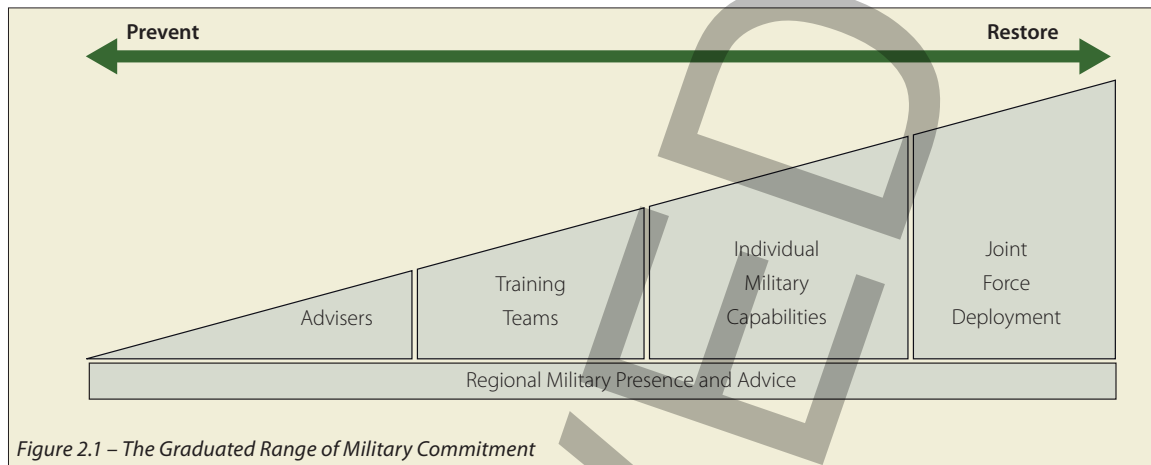 Prevent
Restore
Advisers
Training
Teams
Individual
Military
Capabilities
Joint
Force
Deployment
Regional Military Presence and Advice
Figure 2.1 – The Graduated Range of Military Commitment